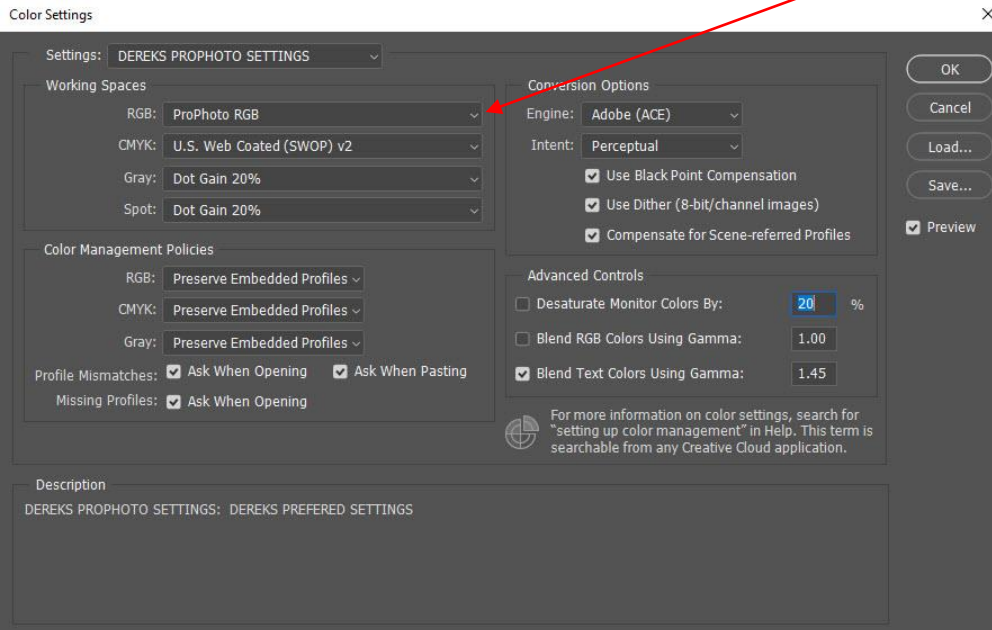 Color Settings
Settings: DEREKS PROPHOTO SETTINGS
Working Spaces
RGB: ProPhoto RGB
CMYK: U.S. Web Coated (SWOP) v2
Gray: Dot Gain 20%
Spot: Dot Gain 20%
Color Management Policies
RGB: Preserve Embedded Profiles
CMYK: Preserve Embedded Profiles
Gray: Preserve Embedded Profiles
Profile Mismatches: Ask When Opening Ask When Pasting
Missing Profiles: Ask When Opening
Conversion Options
Engine: Adobe (ACE)
Intent: Perceptual
Use Black Point Compensation
Use Dither (8-bit/channel images)
Compensate for Scene-referred Profiles
Advanced Controls
Desaturate Monitor Colors By: 20 %
Blend RGB Colors Using Gamma: 1.00
Blend Text Colors Using Gamma: 1.45
For more information on color settings, search for
"setting up color management" in Help. This term is
searchable from any Creative Cloud application.
OK
Cancel
Load...
Save...
Preview
Description
DEREKS PROPHOTO SETTINGS: DEREKS PREFERED SETTINGS